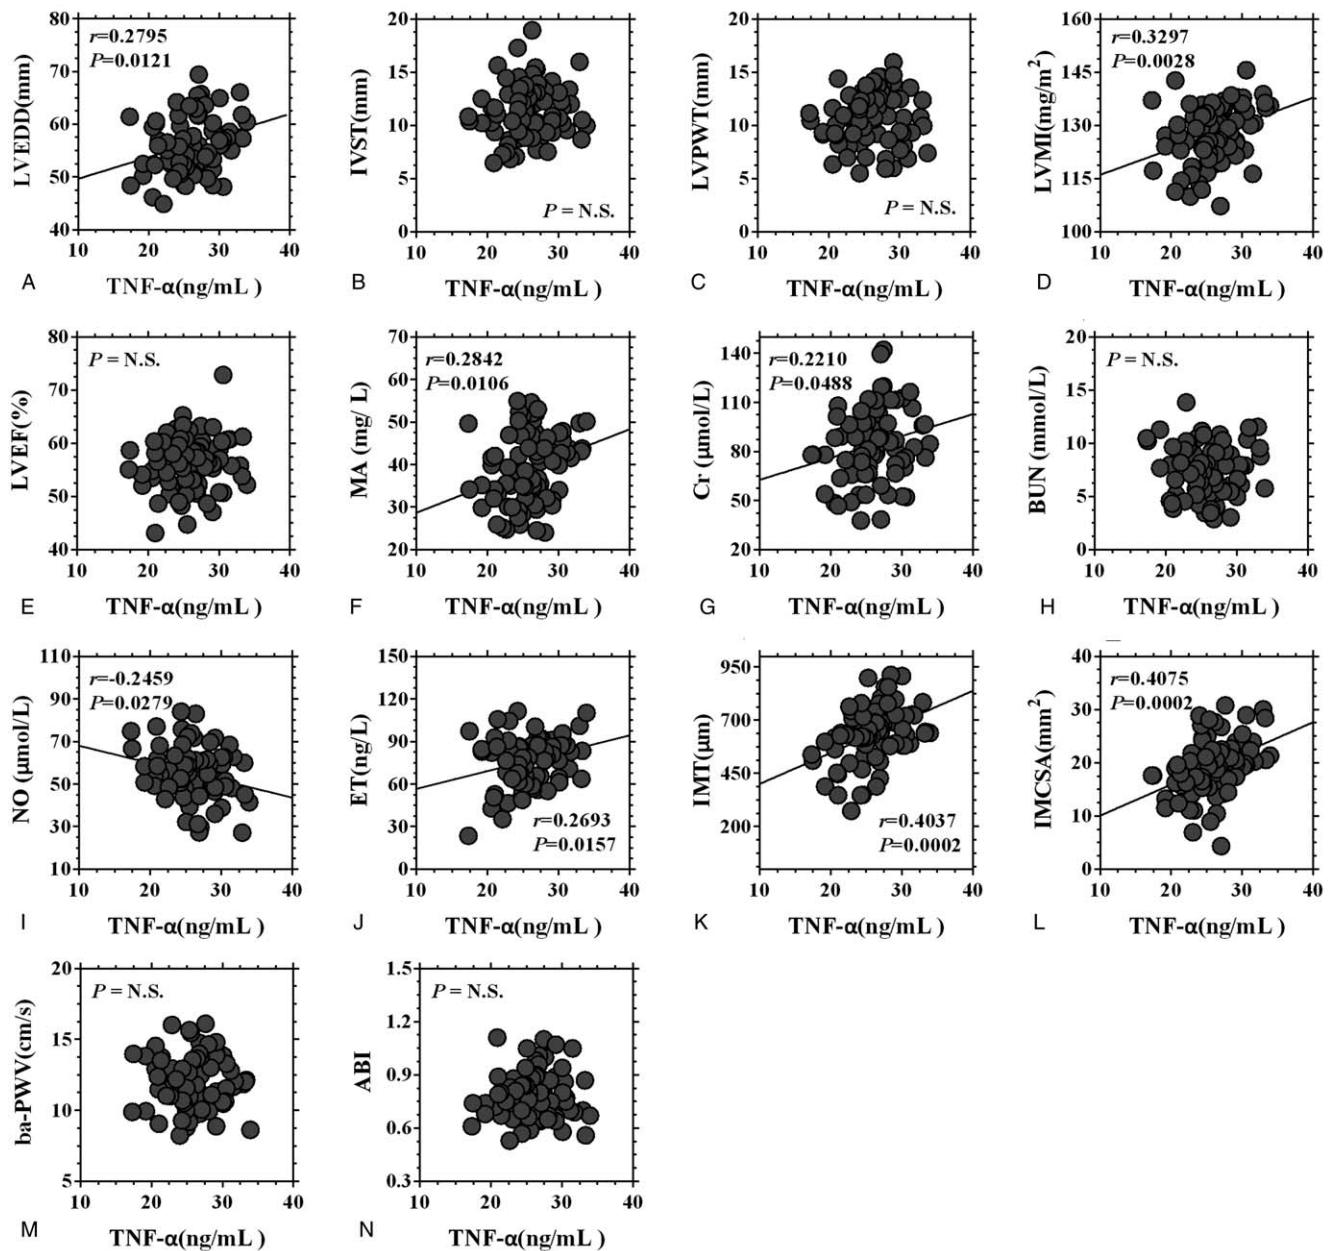 r=0.2795
P=0.0121
LVEDD(mm)
80
70
60
50
40
10 20 30 40
A TNF-α(ng/mL )
IVST(mm)
20
15
10
5
0
P = N.S.
10 20 30 40
B TNF-α(ng/mL )
LVPWT(mm)
20
15
10
5
0
P = N.S.
10 20 30 40
C TNF-α(ng/mL )
r=0.3297
P=0.0028
LVMI(mg/m²)
160
145
130
115
100
10 20 30 40
D TNF-α(ng/mL )
P = N.S.
LVEF(%)
80
70
60
50
40
10 20 30 40
E TNF-α(ng/mL )
r=0.2842
P=0.0106
MA (mg/ L)
70
60
50
40
30
20
10 20 30 40
F TNF-α(ng/mL )
r=0.2210
P=0.0488
Cr (μmol/L)
140
110
80
50
20
10 20 30 40
G TNF-α(ng/mL )
P = N.S.
BUN (mmol/L)
20
15
10
5
0
10 20 30 40
H TNF-α(ng/mL )
r=-0.2459
P=0.0279
NO (μmol/L)
110
90
70
50
30
10
10 20 30 40
I TNF-α(ng/mL )
ET(ng/L)
150
120
90
60
30
0
r=0.2693
P=0.0157
10 20 30 40
J TNF-α(ng/mL )
IMT(μm)
950
700
450
200
r=0.4037
P=0.0002
10 20 30 40
K TNF-α(ng/mL )
r=0.4075
P=0.0002
IMCSA(mm²)
40
30
20
10
0
10 20 30 40
L TNF-α(ng/mL )
P = N.S.
ba-PWV(cm/s)
20
15
10
5
10 20 30 40
M TNF-α(ng/mL )
P = N.S.
ABI
1.5
1.2
0.9
0.6
0.3
10 20 30 40
N TNF-α(ng/mL )